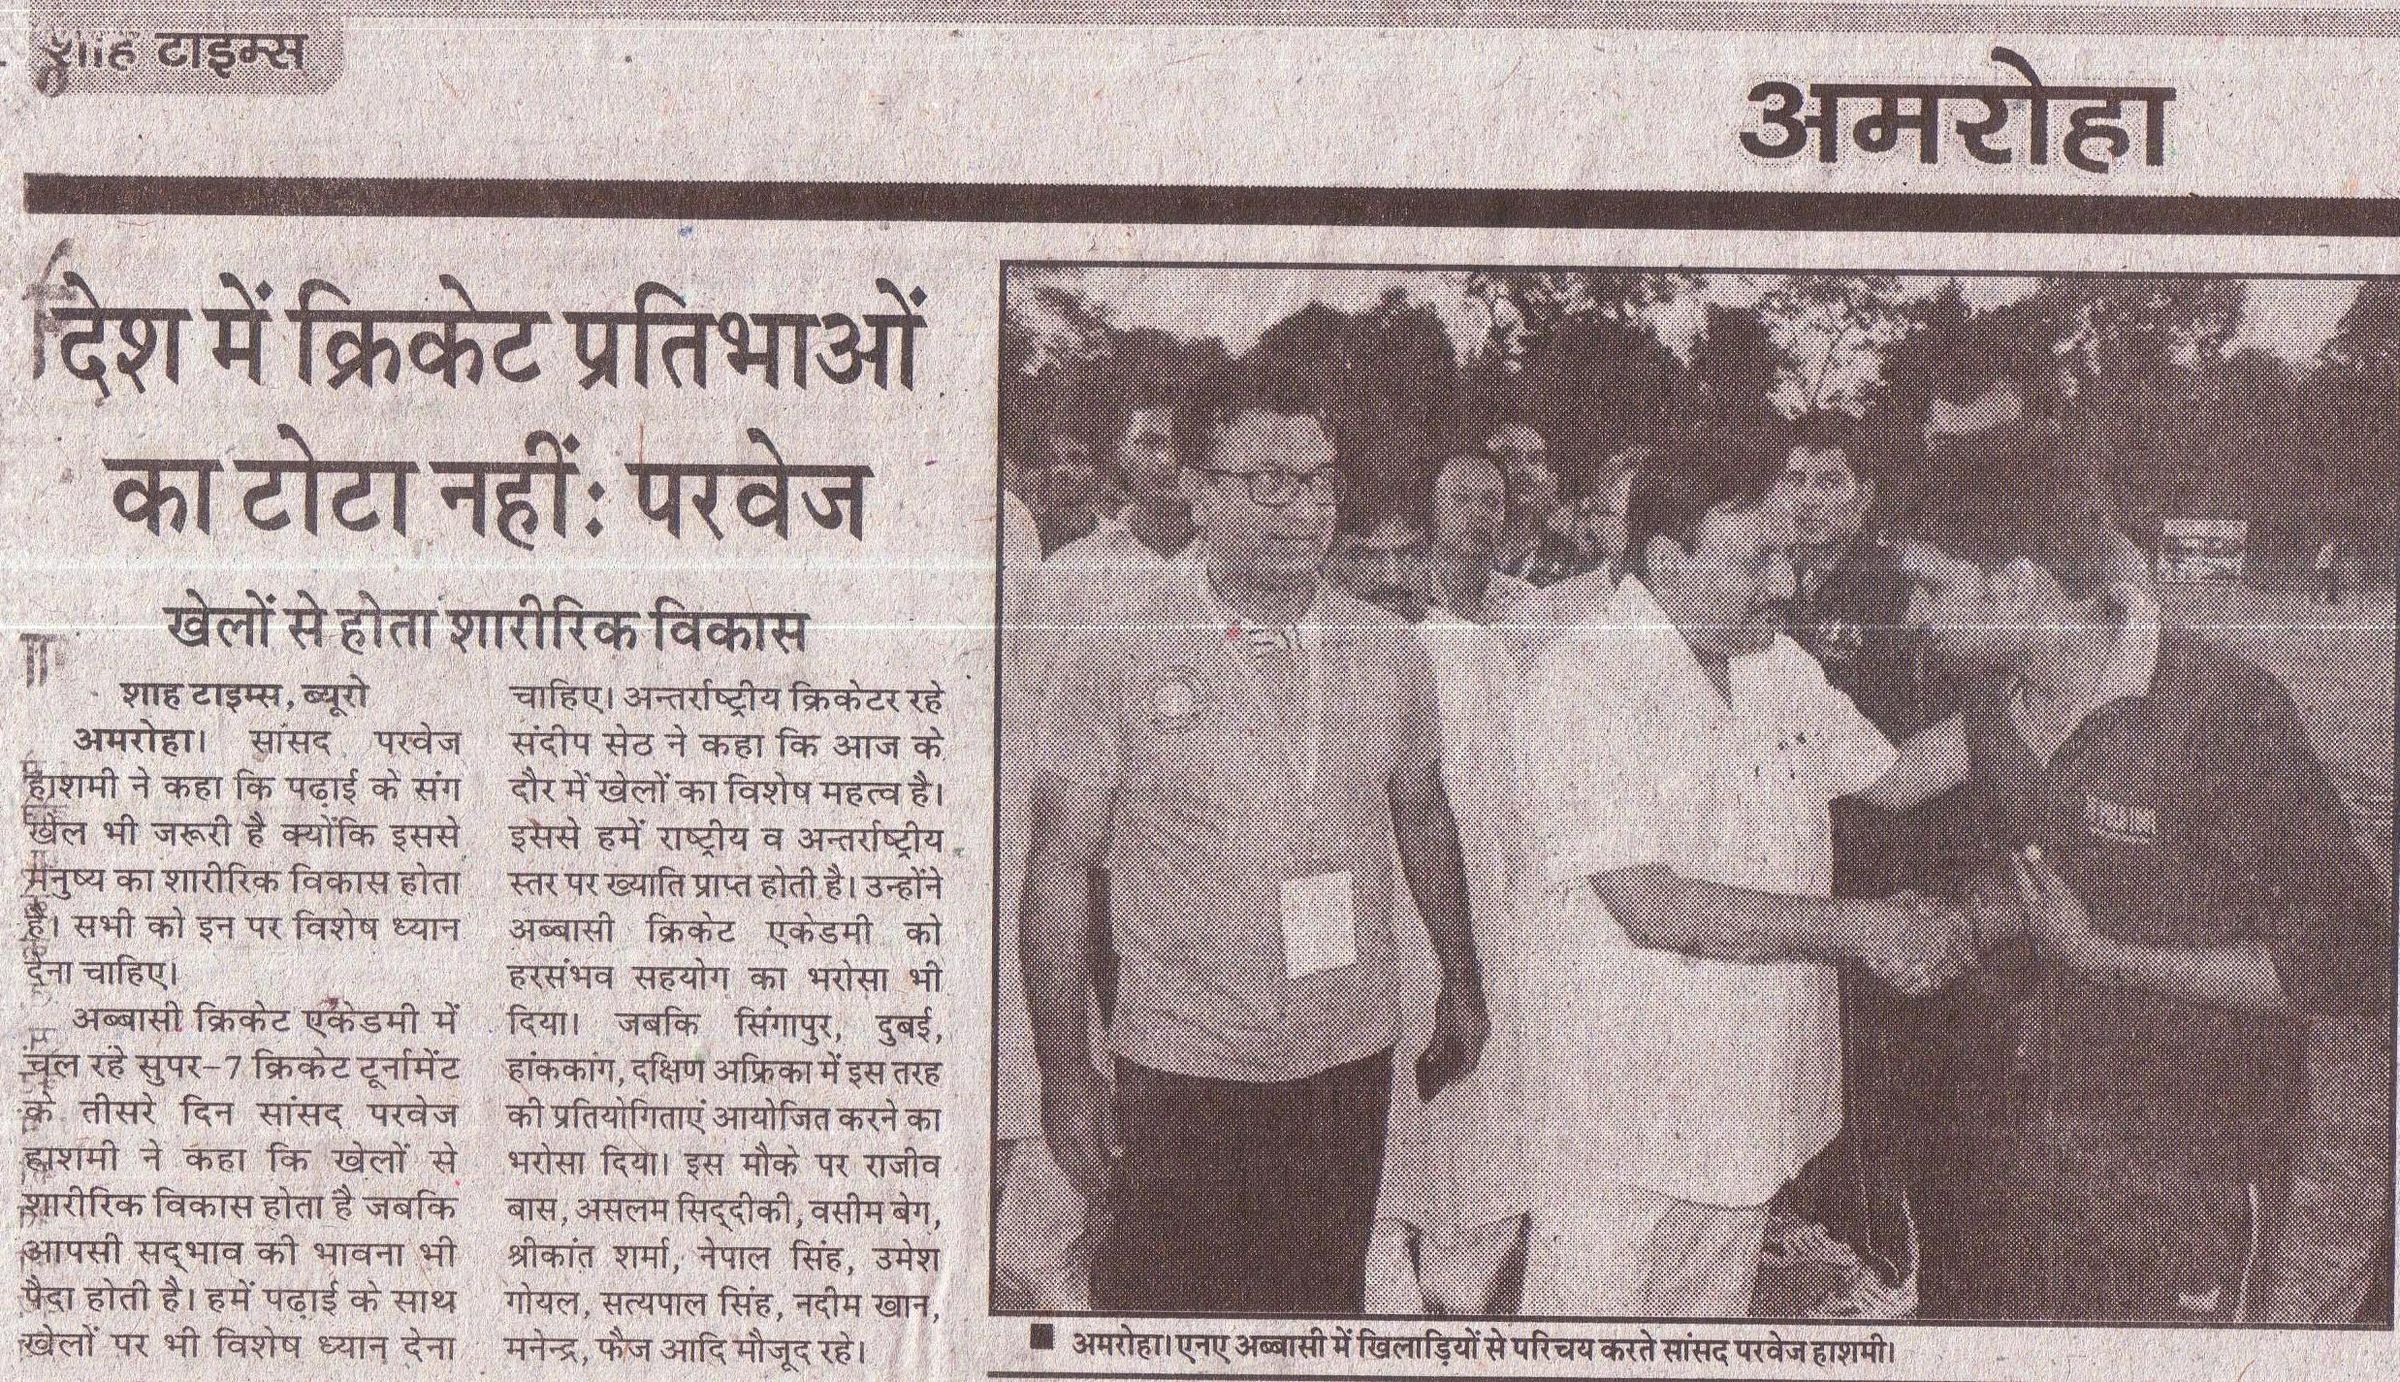 शाह टाइम्स
अमरोहा
देश में क्रिकेट प्रतिभाओं
का टोटा नहीं: परवेज
खेलों से होता शारीरिक विकास
शाह टाइम्स, ब्यूरो
अमरोहा। सांसद परवेज
हाशमी ने कहा कि पढ़ाई के संग
खेल भी जरूरी है क्योंकि इससे
मनुष्य का शारीरिक विकास होता
है। सभी को इन पर विशेष ध्यान
देना चाहिए।
अब्बासी क्रिकेट एकेडमी में
चल रहे सुपर-7 क्रिकेट टूर्नामेंट
के तीसरे दिन सांसद परवेज
हाशमी ने कहा कि खेलों से
शारीरिक विकास होता है जबकि
आपसी सद्‌भाव की भावना भी
पैदा होती है। हमें पढ़ाई के साथ
खेलों पर भी विशेष ध्यान देना
चाहिए। अन्तर्राष्ट्रीय क्रिकेटर रहे
संदीप सेठ ने कहा कि आज के
दौर में खेलों का विशेष महत्व है।
इससे हमें राष्ट्रीय व अन्तर्राष्ट्रीय
स्तर पर ख्याति प्राप्त होती है। उन्होंने
अब्बासी क्रिकेट एकेडमी को
हरसंभव सहयोग का भरोसा भी
दिया। जबकि सिंगापुर, दुबई,
हांककांग, दक्षिण अफ्रिका में इस तरह
की प्रतियोगिताएं आयोजित करने का
भरोसा दिया। इस मौके पर राजीव
बास, असलम सिद्‌दीकी, वसीम बेग,
श्रीकांत शर्मा, नेपाल सिंह, उमेश
गोयल, सत्यपाल सिंह, नदीम खान,
मनेन्द्र, फैज आदि मौजूद रहे।
अमरोहा। एनए अब्बासी में खिलाड़ियों से परिचय करते सांसद परवेज हाशमी।